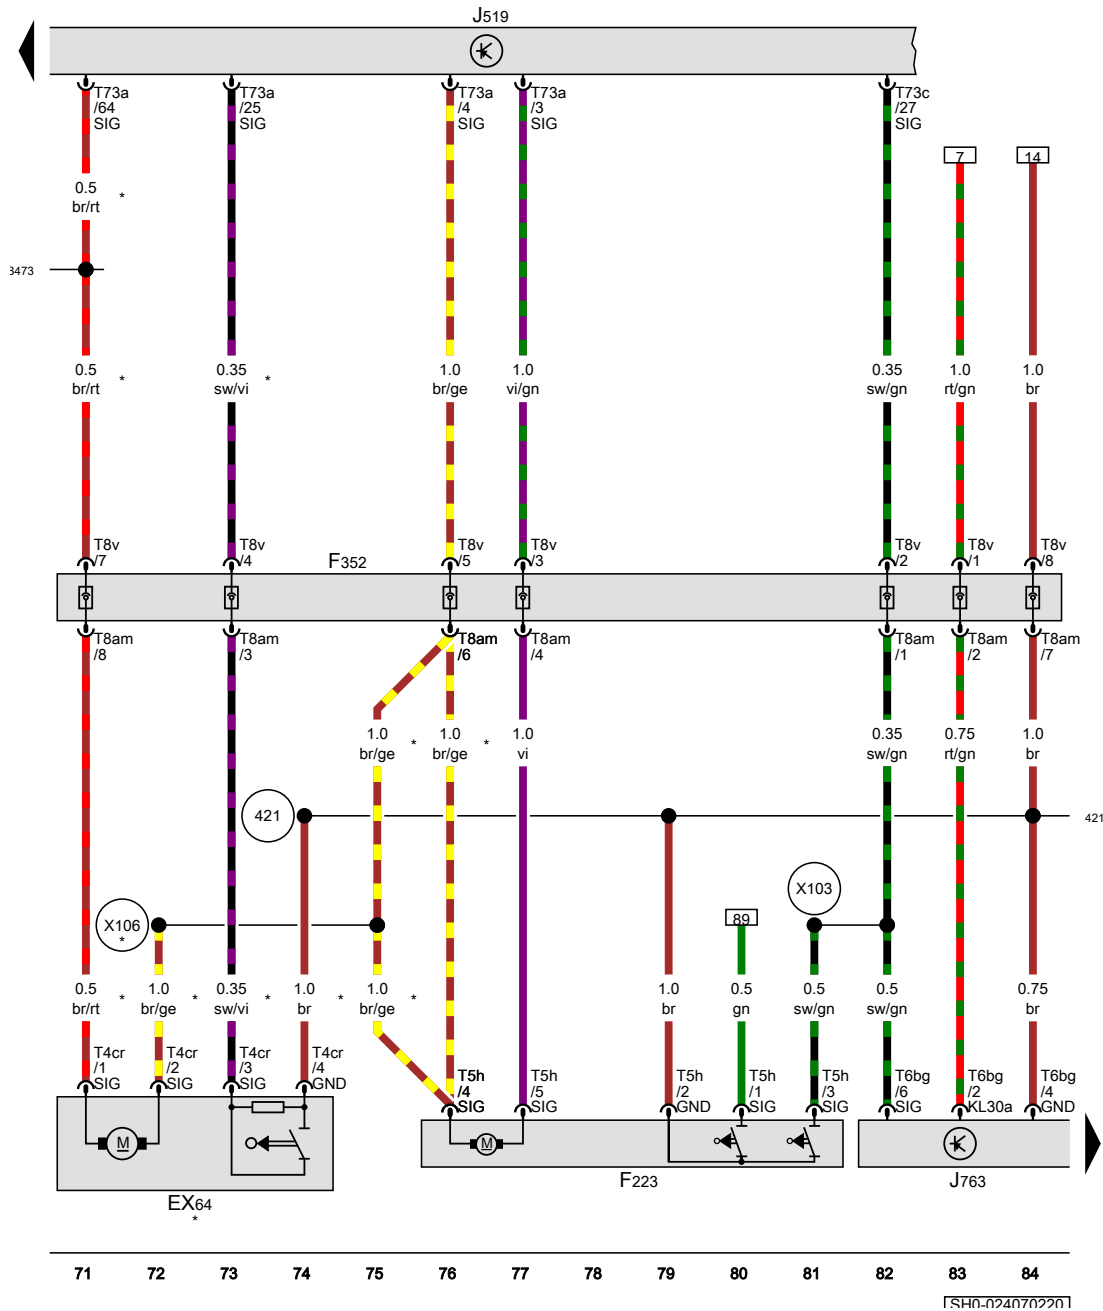 J519
T73a
/64
SIG
T73a
/25
SIG
T73a
/4
SIG
T73a
/3
SIG
T73c
/27
SIG
7
14
0.5
br/rt
*
3473
0.5
br/rt
*
0.35
sw/vi
*
1.0
br/ge
1.0
vi/gn
0.35
sw/gn
1.0
rt/gn
1.0
br
T8v
/7
T8v
/4
F352
T8v
/5
T8v
/3
T8v
/2
T8v
/1
T8v
/8
T8am
/8
T8am
/3
T8am
/6
T8am
/4
T8am
/1
T8am
/2
T8am
/7
1.0
br/ge
*
1.0
br/ge
*
1.0
vi
0.35
sw/gn
0.75
rt/gn
1.0
br
421
421
X103
X106
*
89
0.5
br/rt
*
1.0
br/ge
*
0.35
sw/vi
*
1.0
br
*
1.0
br/ge
*
1.0
br
0.5
gn
0.5
sw/gn
0.5
sw/gn
0.75
br
T4cr
/1
SIG
T4cr
/2
SIG
T4cr
/3
SIG
T4cr
/4
GND
T5h
/4
SIG
T5h
/5
SIG
T5h
/2
GND
T5h
/1
SIG
T5h
/3
SIG
T6bg
/6
SIG
T6bg
/2
KL30a
T6bg
/4
GND
M
M
EX64
*
F223
J763
71 72 73 74 75 76 77 78 79 80 81 82 83 84
SH0-024070220